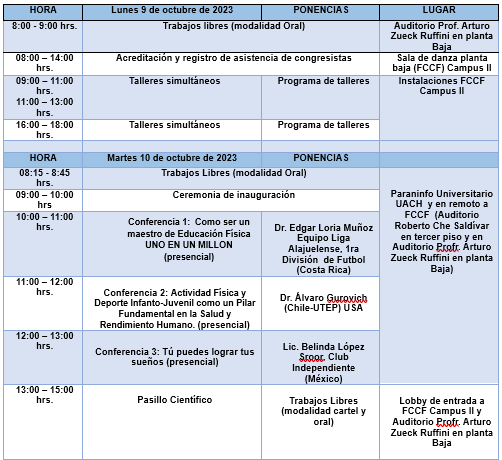 HORA Lunes 9 de octubre de 2023 PONENCIAS LUGAR
8:00 - 9:00 hrs. Trabajos libres (modalidad Oral) Auditorio Prof. Arturo
Zueck Ruffini en planta
Baja
08:00 – 14:00 Acreditación y registro de asistencia de congresistas Sala de danza planta
hrs. baja (FCCF) Campus II
09:00 – 11:00 Talleres simultáneos Programa de talleres Instalaciones FCCF
hrs. Campus II
11:00 – 13:00
hrs.
16:00 – 18:00 Talleres simultáneos Programa de talleres
hrs.
HORA Martes 10 de octubre de 2023 PONENCIAS
08:15 - 8:45 Trabajos Libres (modalidad Oral)
hrs.
09:00 – 10:00 Ceremonia de inauguración
hrs
Paraninfo Universitario
UACH y en remoto a
FCCF (Auditorio
Roberto Che Saldívar
en tercer piso y en
Auditorio Profr. Arturo
Zueck Ruffini en planta
Baja)
10:00 – 11:00 Conferencia 1: Como ser un
hrs. maestro de Educación Física
UNO EN UN MILLON
(presencial)
Dr. Edgar Loria Muñoz
Equipo Liga
Alajuelense, 1ra
División de Futbol
(Costa Rica)
11:00 – 12:00
hrs.
Conferencia 2: Actividad Física y
Deporte Infanto-Juvenil como un Pilar
Fundamental en la Salud y
Rendimiento Humano. (presencial)
Dr. Álvaro Gurovich
(Chile-UTEP) USA
12:00 – 13:00
hrs.
Conferencia 3: Tú puedes lograr tus
sueños (presencial)
Lic. Belinda López
Sroor. Club
Independiente
(México)
13:00 – 15:00
hrs.
Pasillo Científico
Trabajos Libres
(modalidad cartel y
oral)
Lobby de entrada a
FCCF Campus II y
Auditorio Profr. Arturo
Zueck Ruffini en planta
Baja